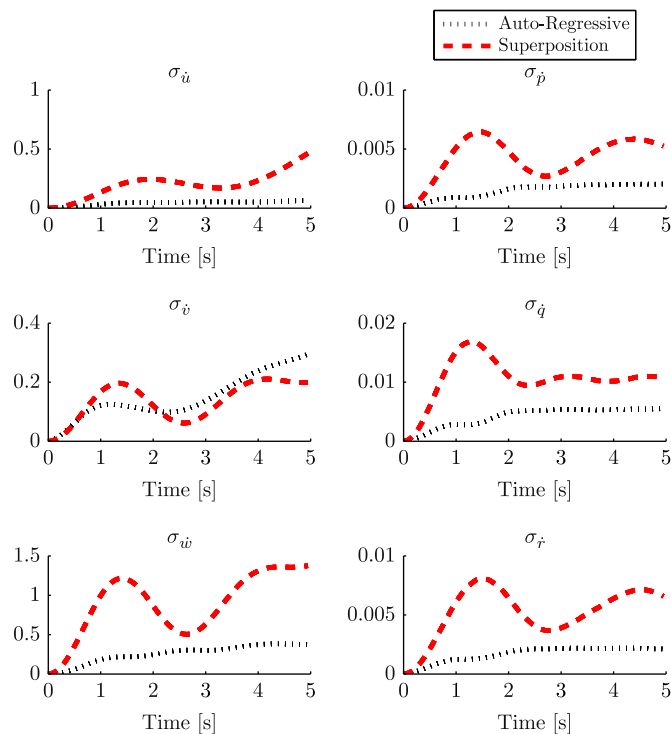 Auto-Regressive
Superposition
σ_u̇
1
0.5
0
0 1 2 3 4 5
Time [s]
σ_ṗ
0.01
0.005
0
0 1 2 3 4 5
Time [s]
σ_v̇
0.4
0.2
0
0 1 2 3 4 5
Time [s]
σ_q̇
0.02
0.01
0
0 1 2 3 4 5
Time [s]
σ_ẇ
1.5
1
0.5
0
0 1 2 3 4 5
Time [s]
σ_ṙ
0.01
0.005
0
0 1 2 3 4 5
Time [s]